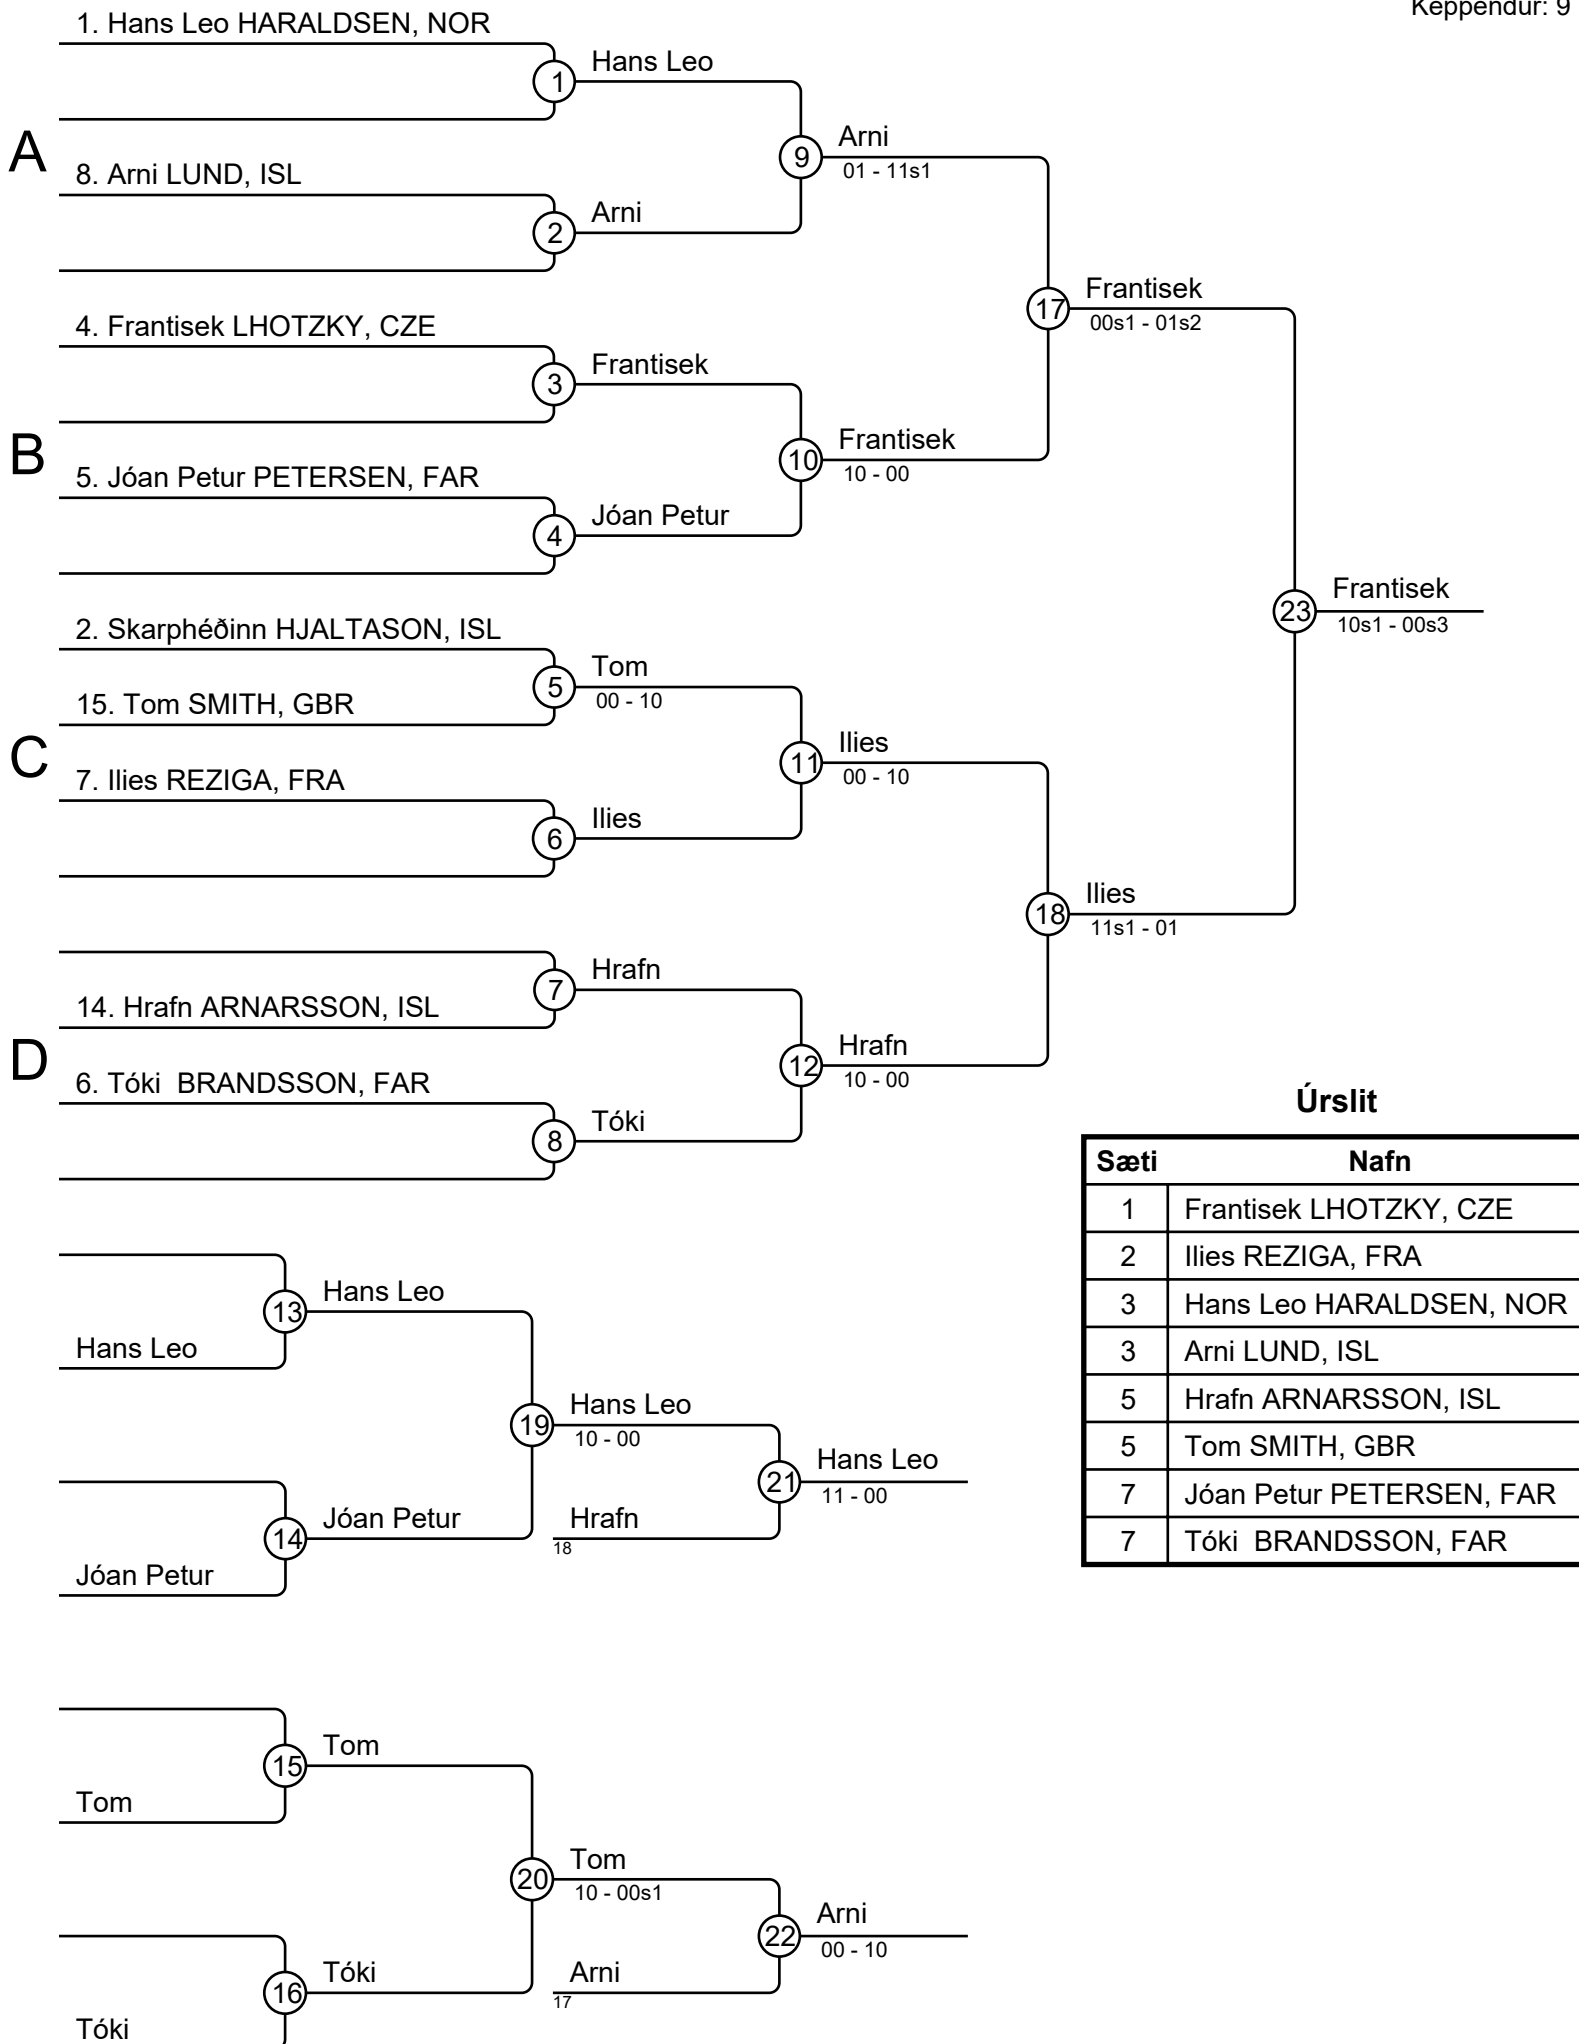 Keppendur: 9
1. Hans Leo HARALDSEN, NOR
1
Hans Leo
A
9
Arni
01 - 11s1
8. Arni LUND, ISL
2
Arni
17
Frantisek
00s1 - 01s2
4. Frantisek LHOTZKY, CZE
3
Frantisek
B
10
Frantisek
10 - 00
5. Jóan Petur PETERSEN, FAR
4
Jóan Petur
23
Frantisek
10s1 - 00s3
2. Skarphéðinn HJALTASON, ISL
5
Tom
00 - 10
15. Tom SMITH, GBR
C
11
Ilies
00 - 10
7. Ilies REZIGA, FRA
6
Ilies
18
Ilies
11s1 - 01
7
Hrafn
14. Hrafn ARNARSSON, ISL
D
12
Hrafn
10 - 00
6. Tóki  BRANDSSON, FAR
8
Tóki
Úrslit
Sæti Nafn
1 Frantisek LHOTZKY, CZE
2 Ilies REZIGA, FRA
3 Hans Leo HARALDSEN, NOR
3 Arni LUND, ISL
5 Hrafn ARNARSSON, ISL
5 Tom SMITH, GBR
7 Jóan Petur PETERSEN, FAR
7 Tóki  BRANDSSON, FAR
13
Hans Leo
Hans Leo
19
Hans Leo
10 - 00
21
Hans Leo
11 - 00
14
Jóan Petur
Hrafn
18
Jóan Petur
15
Tom
Tom
20
Tom
10 - 00s1
22
Arni
00 - 10
16
Tóki
Arni
17
Tóki